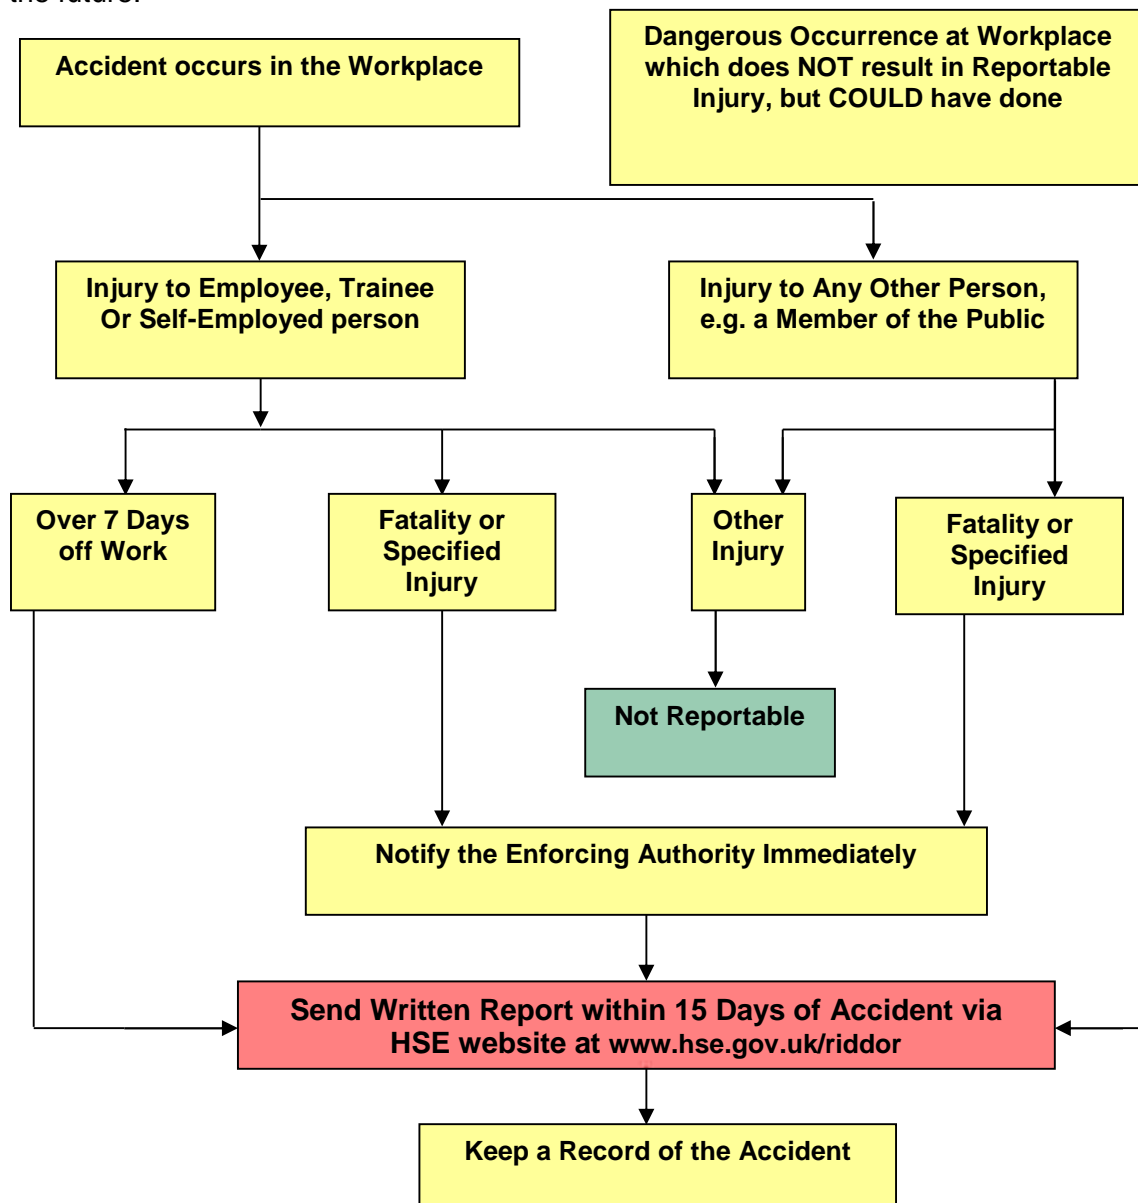 the future.
Accident occurs in the Workplace
Dangerous Occurrence at Workplace
which does NOT result in Reportable
Injury, but COULD have done
Injury to Employee, Trainee
Or Self-Employed person
Injury to Any Other Person,
e.g. a Member of the Public
Over 7 Days
off Work
Fatality or
Specified
Injury
Other
Injury
Fatality or
Specified
Injury
Not Reportable
Notify the Enforcing Authority Immediately
Send Written Report within 15 Days of Accident via
HSE website at www.hse.gov.uk/riddor
Keep a Record of the Accident